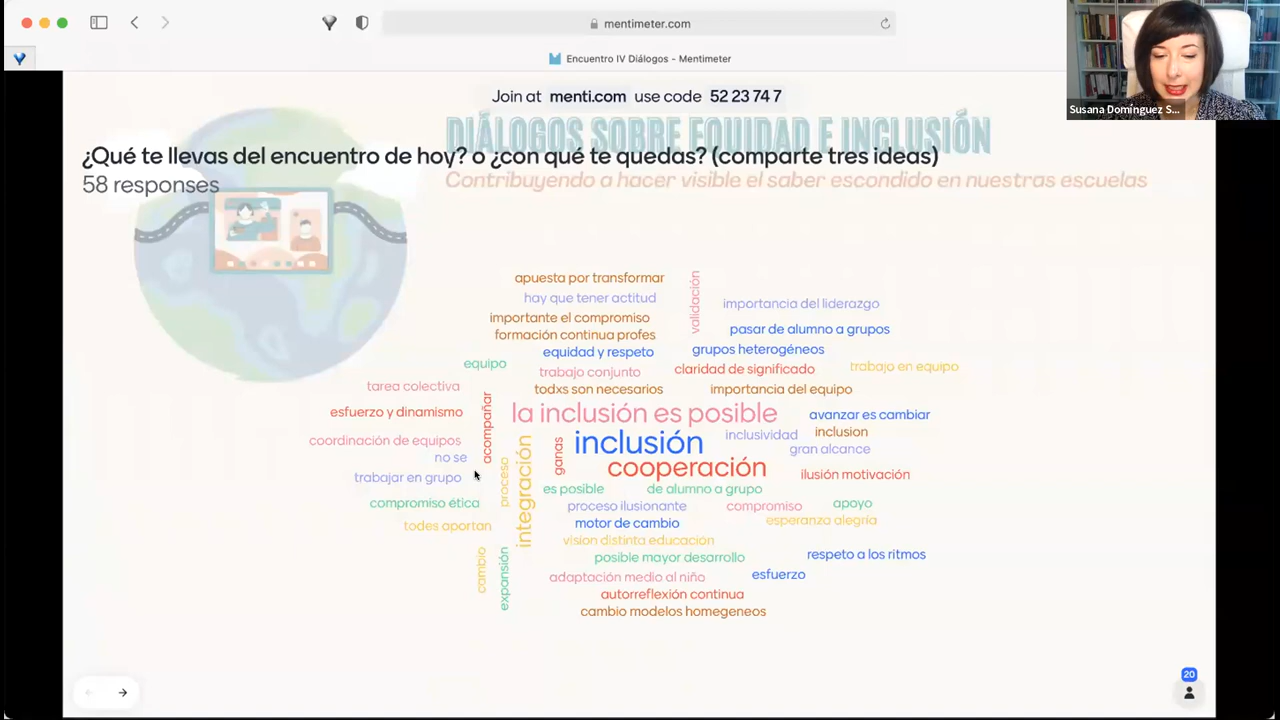 mentimeter.com
Encuentro IV Diálogos - Mentimeter
Susana Domínguez S...
Join at menti.com use code 52 23 74 7
DIÁLOGOS SOBRE EQUIDAD E INCLUSIÓN
¿Qué te llevas del encuentro de hoy? o ¿con qué te quedas? (comparte tres ideas)
Contribuyendo a hacer visible el saber escondido en nuestras escuelas
58 responses
apuesta por transformar
hay que tener actitud
validación
importancia del liderazgo
importante el compromiso
formación continua profes
pasar de alumno a grupos
equidad y respeto
grupos heterogéneos
equipo
trabajo conjunto
claridad de significado
trabajo en equipo
tarea colectiva
todxs son necesarios
importancia del equipo
esfuerzo y dinamismo
acompañar
la inclusión es posible
avanzar es cambiar
coordinación de equipos
ganas
inclusión
inclusividad
inclusion
gran alcance
no se
proceso
integración
cooperación
ilusión motivación
trabajar en grupo
es posible
de alumno a grupo
compromiso ética
proceso ilusionante
compromiso
apoyo
todes aportan
motor de cambio
esperanza alegría
vision distinta educación
cambio
expansión
posible mayor desarrollo
respeto a los ritmos
adaptación medio al niño
esfuerzo
autorreflexión continua
cambio modelos homegeneos
20